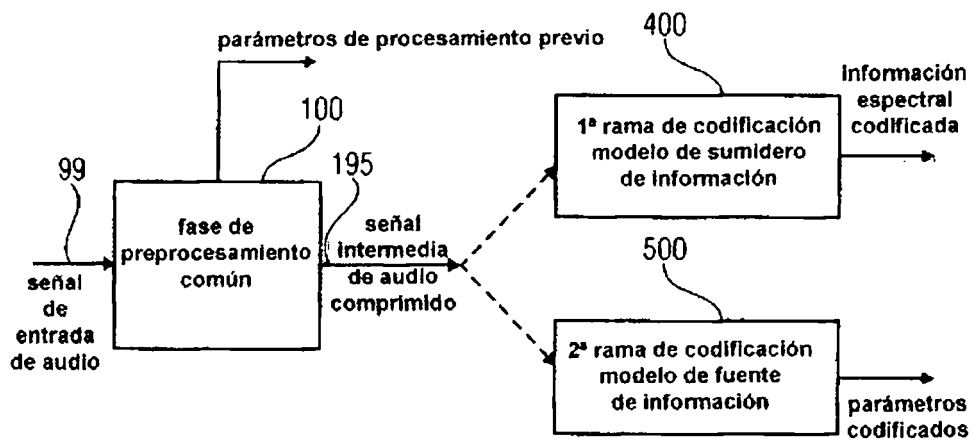 parámetros de procesamiento previo
400
Información
espectral
codificada
1ª rama de codificación
modelo de sumidero
de información
100
99
195
fase de
preprocesamiento
común
señal
intermedia
de audio
comprimido
señal
de
entrada
de audio
500
2ª rama de codificación
modelo de fuente
de información
parámetros
codificados